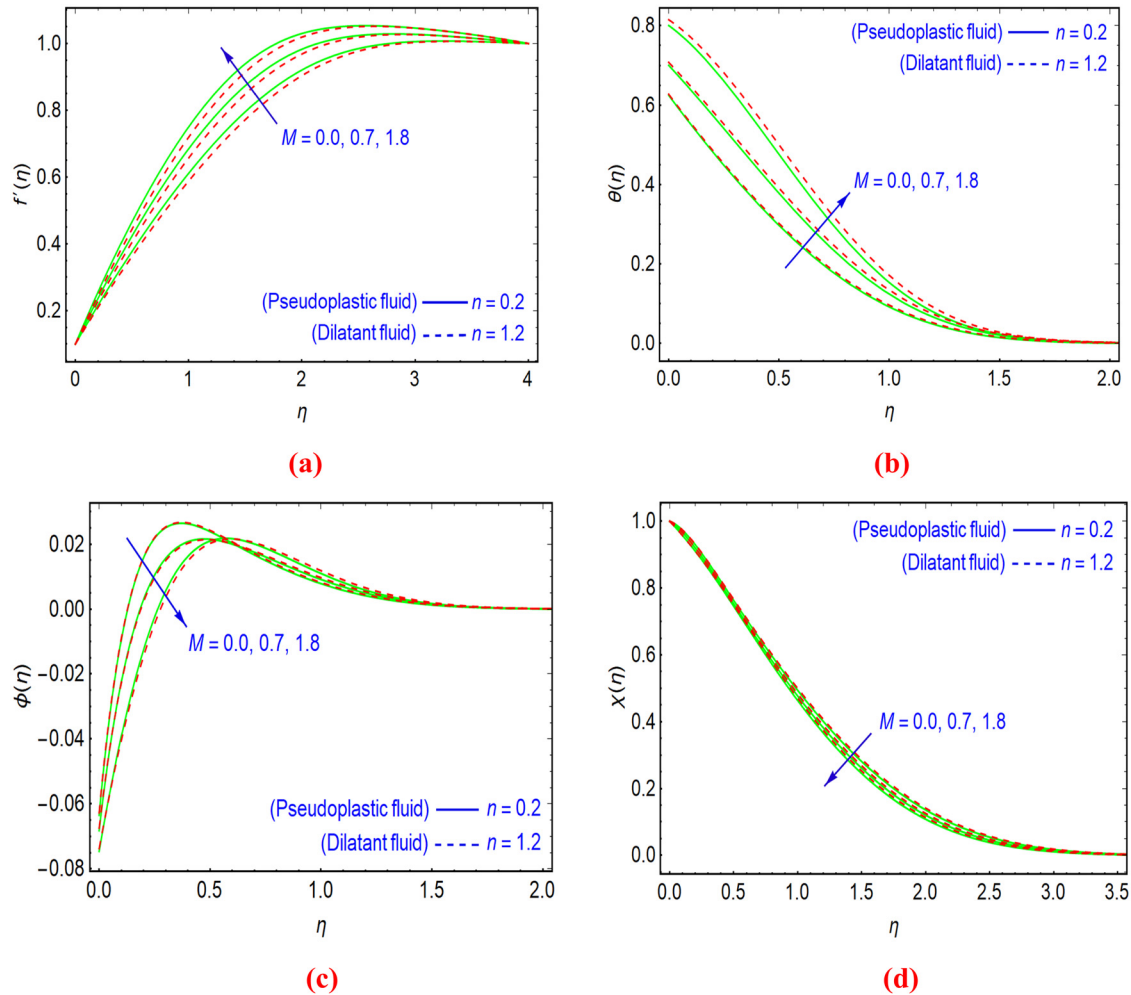 (Pseudoplastic fluid) n = 0.2
(Dilatant fluid) n = 1.2
M = 0.0, 0.7, 1.8
f′(η)
1.0
0.8
0.6
0.4
0.2
0 1 2 3 4
η
(a)
(Pseudoplastic fluid) n = 0.2
(Dilatant fluid) n = 1.2
M = 0.0, 0.7, 1.8
θ(η)
0.8
0.6
0.4
0.2
0.0
0.0 0.5 1.0 1.5 2.0
η
(b)
M = 0.0, 0.7, 1.8
(Pseudoplastic fluid) n = 0.2
(Dilatant fluid) n = 1.2
ϕ(η)
0.02
0.00
−0.02
−0.04
−0.06
−0.08
0.0 0.5 1.0 1.5 2.0
η
(c)
(Pseudoplastic fluid) n = 0.2
(Dilatant fluid) n = 1.2
M = 0.0, 0.7, 1.8
χ(η)
1.0
0.8
0.6
0.4
0.2
0.0
0.0 0.5 1.0 1.5 2.0 2.5 3.0 3.5
η
(d)